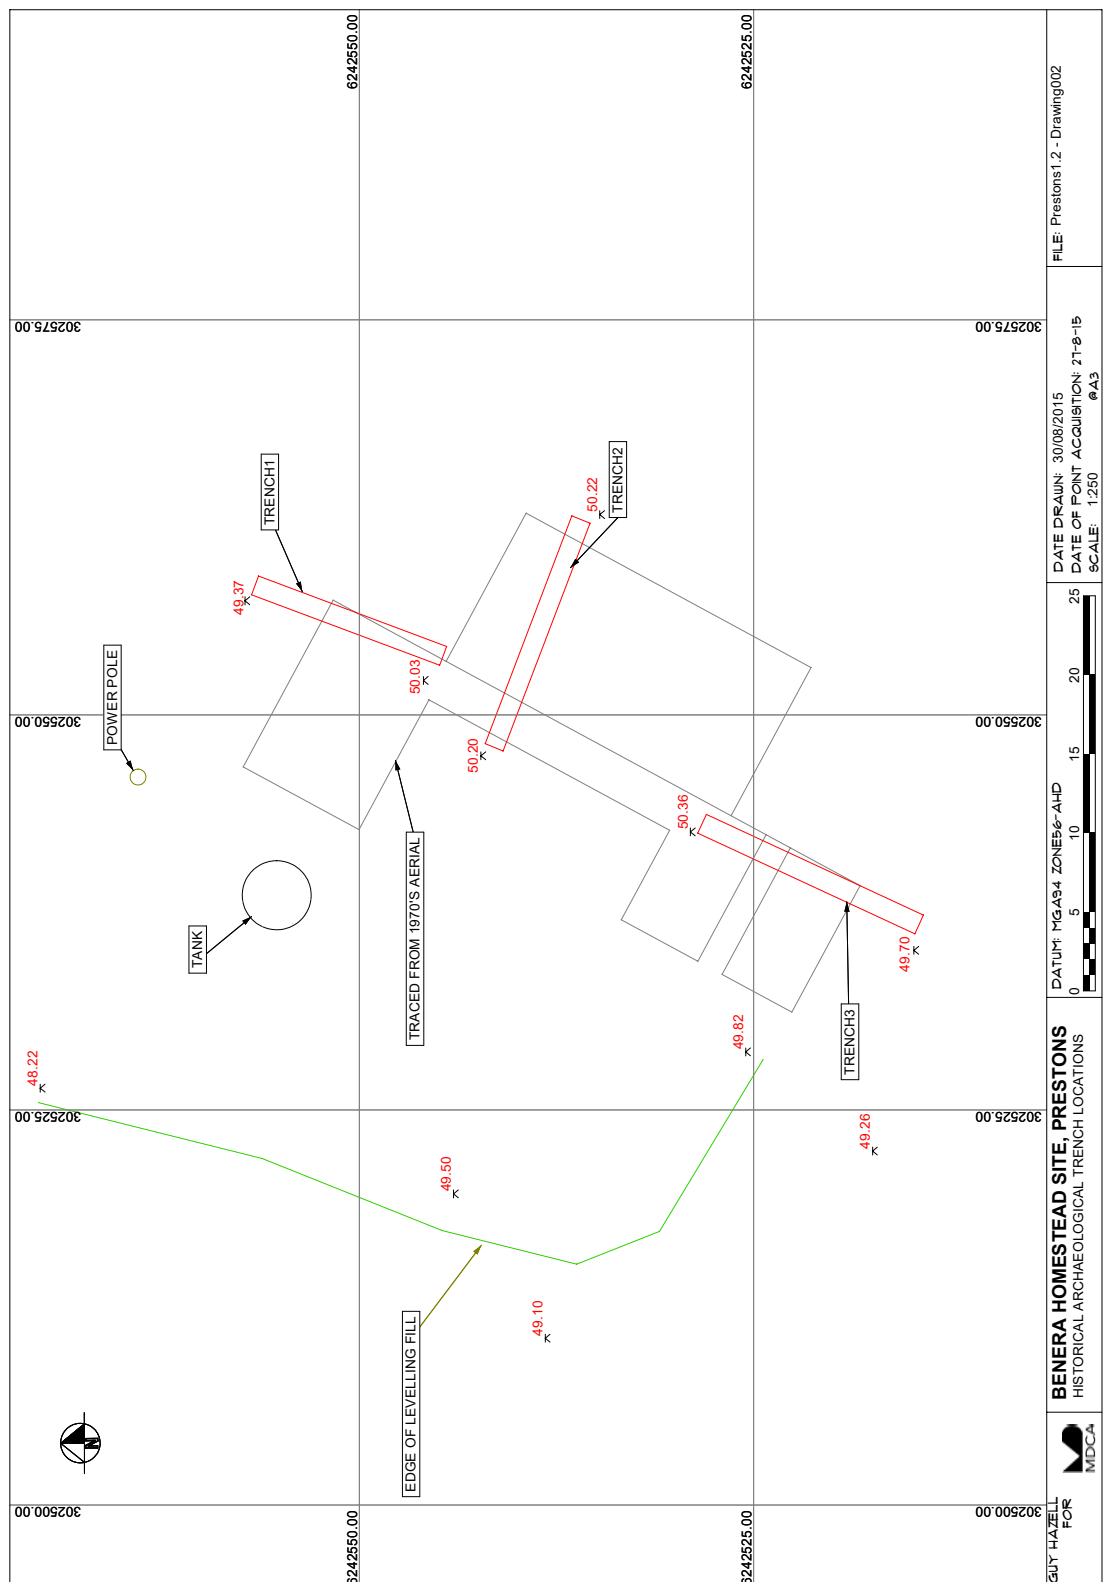 302500.00
302525.00
302550.00
302575.00
6242550.00
6242550.00
6242525.00
6242525.00
302500.00
302525.00
302550.00
302575.00
N
48.22
POWER POLE
TANK
49.37
TRENCH1
50.03
TRACED FROM 1970'S AERIAL
EDGE OF LEVELLING FILL
49.50
50.20
49.10
50.22
TRENCH2
50.36
49.82
TRENCH3
49.26
49.70
GUY HAZELL
FOR
MDCA
BENERA HOMESTEAD SITE, PRESTONS
HISTORICAL ARCHAEOLOGICAL TRENCH LOCATIONS
DATUM: MGA94 ZONE56-AHD
0 5 10 15 20 25
DATE DRAWN: 30/08/2015
DATE OF POINT ACQUISITION: 27-8-15
SCALE: 1:250 @A3
FILE: Prestons1.2 - Drawing002